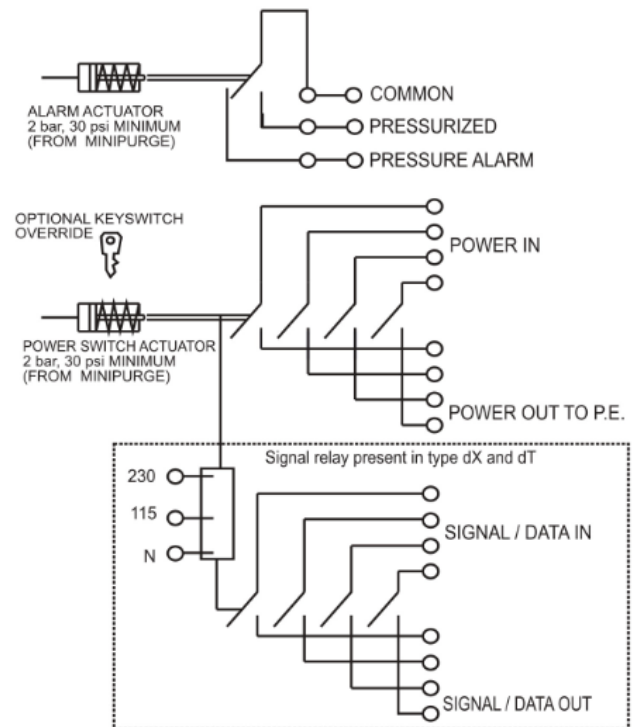 COMMON
ALARM ACTUATOR
2 bar, 30 psi MINIMUM
(FROM MINIPURGE)
PRESSURIZED
PRESSURE ALARM
OPTIONAL KEYSWITCH
OVERRIDE
POWER IN
POWER SWITCH ACTUATOR
2 bar, 30 psi MINIMUM
(FROM MINIPURGE)
POWER OUT TO P.E.
Signal relay present in type dX and dT
230
115
N
SIGNAL / DATA IN
SIGNAL / DATA OUT